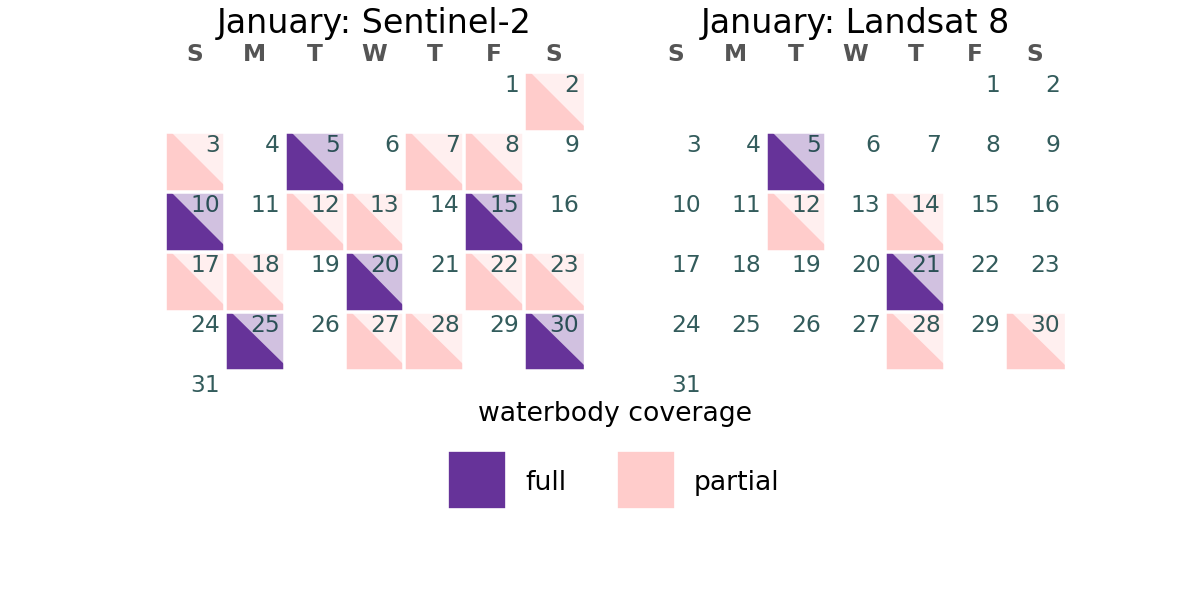 January: Sentinel-2
S M T W T F S
1 2
3 4 5 6 7 8 9
10 11 12 13 14 15 16
17 18 19 20 21 22 23
24 25 26 27 28 29 30
31
January: Landsat 8
S M T W T F S
1 2
3 4 5 6 7 8 9
10 11 12 13 14 15 16
17 18 19 20 21 22 23
24 25 26 27 28 29 30
31
waterbody coverage
full partial